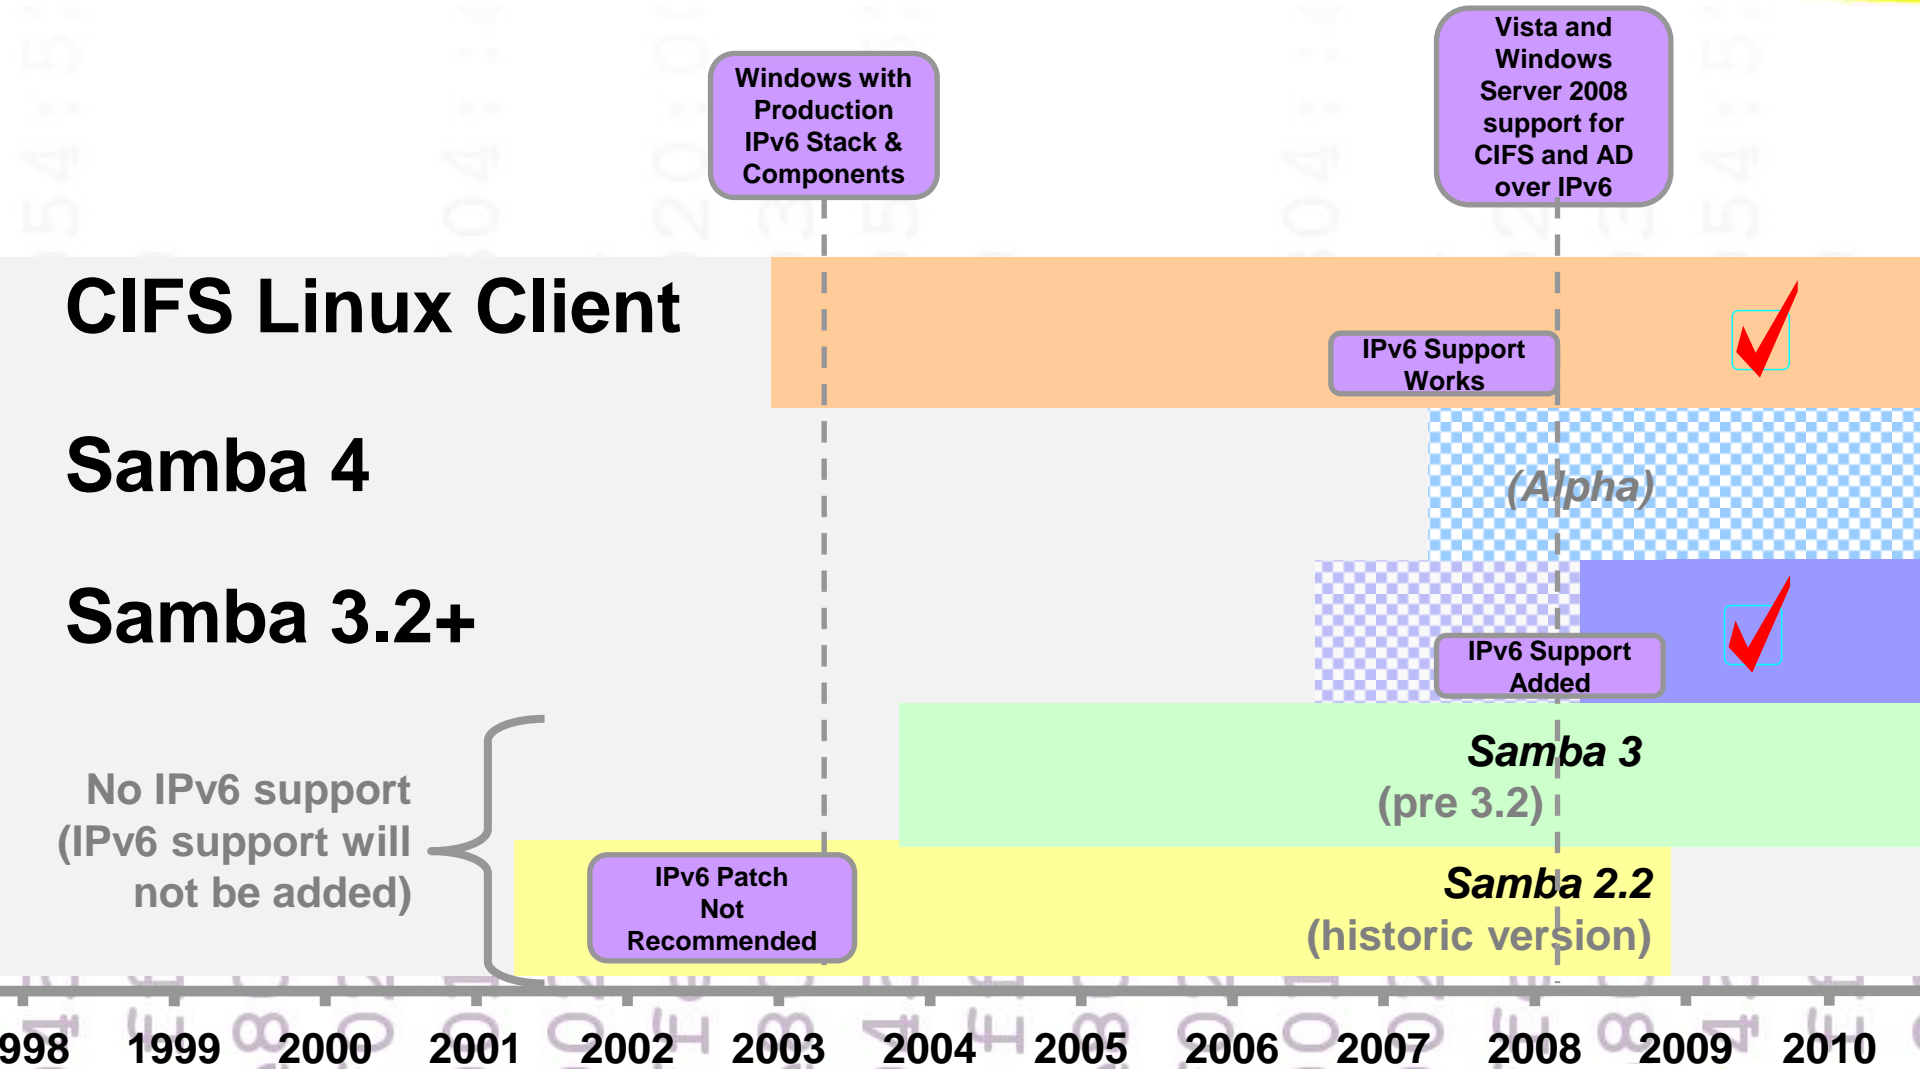 Windows with
Production
IPv6 Stack &
Components
Vista and
Windows
Server 2008
support for
CIFS and AD
over IPv6
CIFS Linux Client
IPv6 Support
Works
Samba 4
(Alpha)
Samba 3.2+
IPv6 Support
Added
Samba 3
(pre 3.2)
No IPv6 support
(IPv6 support will
not be added)
IPv6 Patch
Not
Recommended
Samba 2.2
(historic version)
998 1999 2000 2001 2002 2003 2004 2005 2006 2007 2008 2009 2010